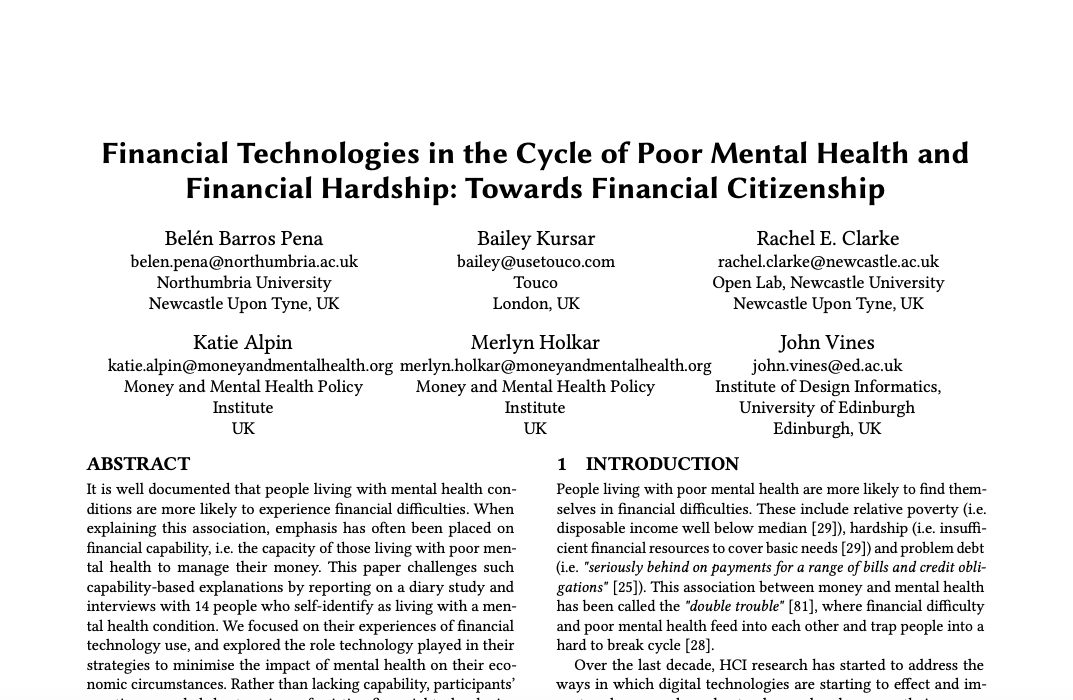 Financial Technologies in the Cycle of Poor Mental Health and
Financial Hardship: Towards Financial Citizenship
Belén Barros Pena
belen.pena@northumbria.ac.uk
Northumbria University
Newcastle Upon Tyne, UK
Bailey Kursar
bailey@usetouco.com
Touco
London, UK
Rachel E. Clarke
rachel.clarke@newcastle.ac.uk
Open Lab, Newcastle University
Newcastle Upon Tyne, UK
Katie Alpin
katie.alpin@moneyandmentalhealth.org
Money and Mental Health Policy
Institute
UK
Merlyn Holkar
merlyn.holkar@moneyandmentalhealth.org
Money and Mental Health Policy
Institute
UK
John Vines
john.vines@ed.ac.uk
Institute of Design Informatics,
University of Edinburgh
Edinburgh, UK
ABSTRACT
It is well documented that people living with mental health con-
ditions are more likely to experience financial difficulties. When
explaining this association, emphasis has often been placed on
financial capability, i.e. the capacity of those living with poor men-
tal health to manage their money. This paper challenges such
capability-based explanations by reporting on a diary study and
interviews with 14 people who self-identify as living with a men-
tal health condition. We focused on their experiences of financial
technology use, and explored the role technology played in their
strategies to minimise the impact of mental health on their eco-
nomic circumstances. Rather than lacking capability, participants'
1 INTRODUCTION
People living with poor mental health are more likely to find them-
selves in financial difficulties. These include relative poverty (i.e.
disposable income well below median [29]), hardship (i.e. insuffi-
cient financial resources to cover basic needs [29]) and problem debt
(i.e. "seriously behind on payments for a range of bills and credit obli-
gations" [25]). This association between money and mental health
has been called the "double trouble" [81], where financial difficulty
and poor mental health feed into each other and trap people into a
hard to break cycle [28].
Over the last decade, HCI research has started to address the
ways in which digital technologies are starting to effect and im-